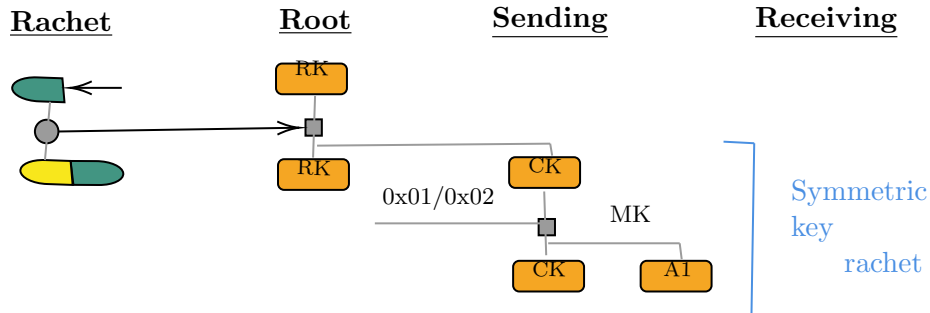 Rachet Root Sending Receiving
RK
RK CK
0x01/0x02 MK
CK A1
Symmetric
key
rachet